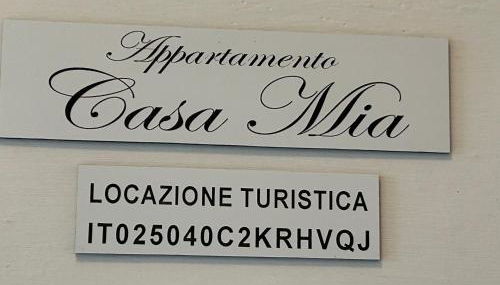 Appartamento
Casa Mia
LOCAZIONE TURISTICA
IT025040C2KRHVQJ